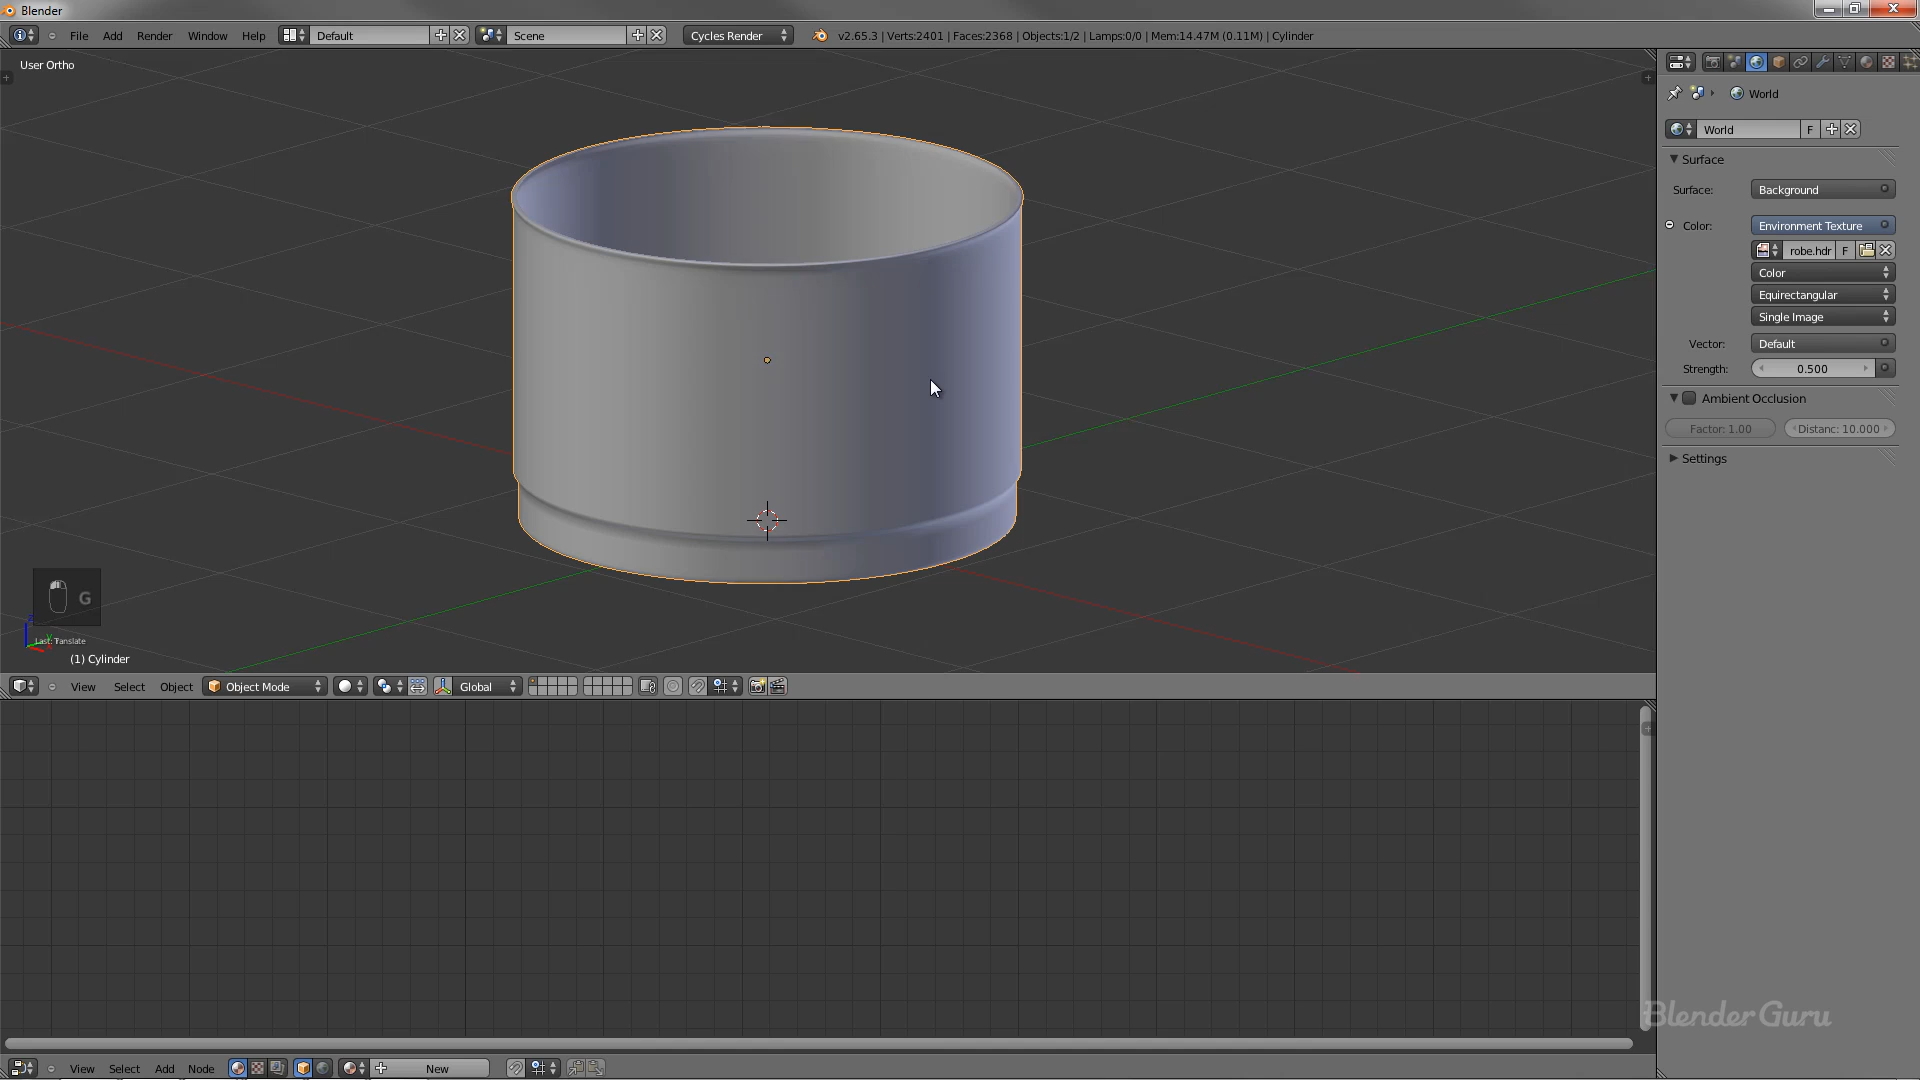 Blender
File Add Render Window Help Default Scene Cycles Render v2.65.3 | Verts:2401 | Faces:2368 | Objects:1/2 | Lamps:0/0 | Mem:14.47M (0.11M) | Cylinder
User Ortho
World
World F
Surface
Surface: Background
Color: Environment Texture
robe.hdr F
Color
Equirectangular
Single Image
Vector: Default
Strength: 0.500
Ambient Occlusion
Factor: 1.00 Distanc: 10.000
Settings
G
Last: Translate
(1) Cylinder
View Select Object Object Mode Global
BlenderGuru
View Select Add Node New